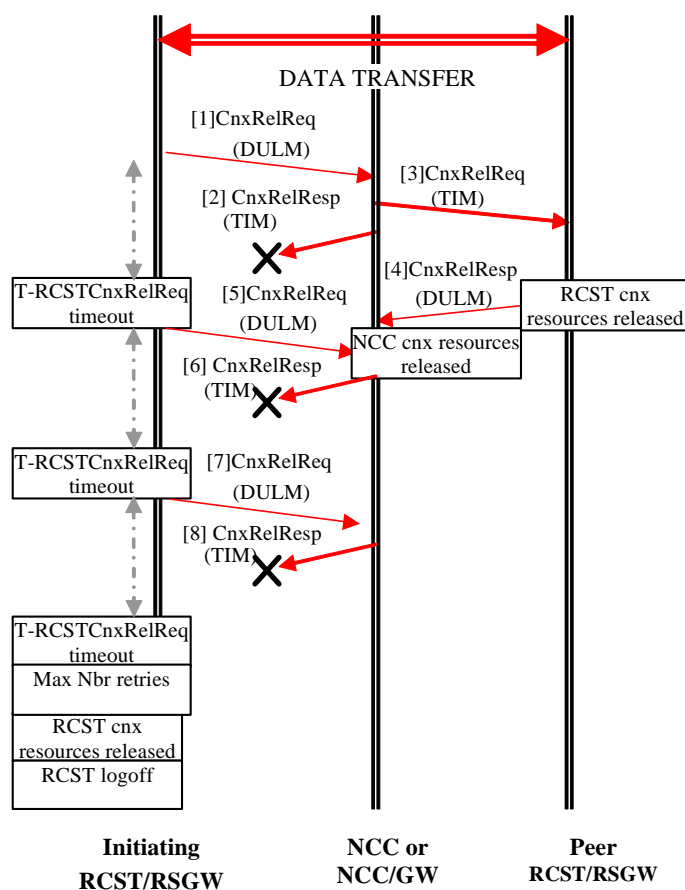 DATA TRANSFER
[1]CnxRelReq
(DULM)
[3]CnxRelReq
(TIM)
[2] CnxRelResp
(TIM)
[4]CnxRelResp
(DULM)
T-RCSTCnxRelReq
timeout
[5]CnxRelReq
(DULM)
RCST cnx
resources released
NCC cnx resources
released
[6] CnxRelResp
(TIM)
T-RCSTCnxRelReq
timeout
[7]CnxRelReq
(DULM)
[8] CnxRelResp
(TIM)
T-RCSTCnxRelReq
timeout
Max Nbr retries
RCST cnx
resources released
RCST logoff
Initiating
RCST/RSGW
NCC or
NCC/GW
Peer
RCST/RSGW